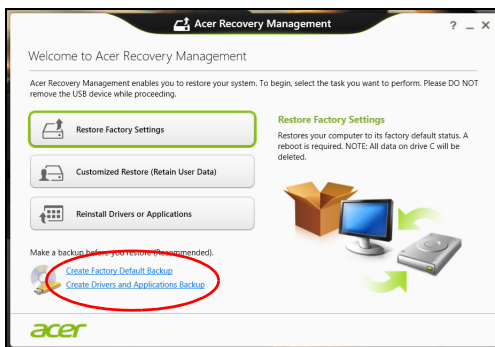 Acer Recovery Management
Welcome to Acer Recovery Management
Acer Recovery Management enables you to restore your system. To begin, select the task you want to perform. Please DO NOT
remove the USB device while proceeding.
Restore Factory Settings
Customized Restore (Retain User Data)
Reinstall Drivers or Applications
Restore Factory Settings
Restores your computer to its factory default status. A
reboot is required. NOTE: All data on drive C will be
deleted.
Make a backup before you restore (Recommended).
Create Factory Default Backup
Create Drivers and Applications Backup
acer